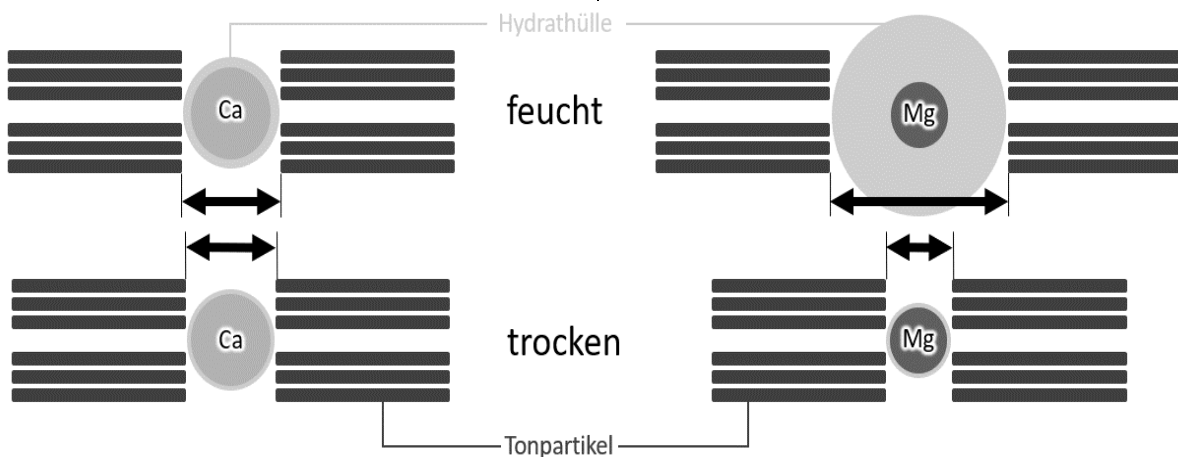 Hydrathülle
Ca
feucht
Mg
Ca
trocken
Mg
Tonpartikel